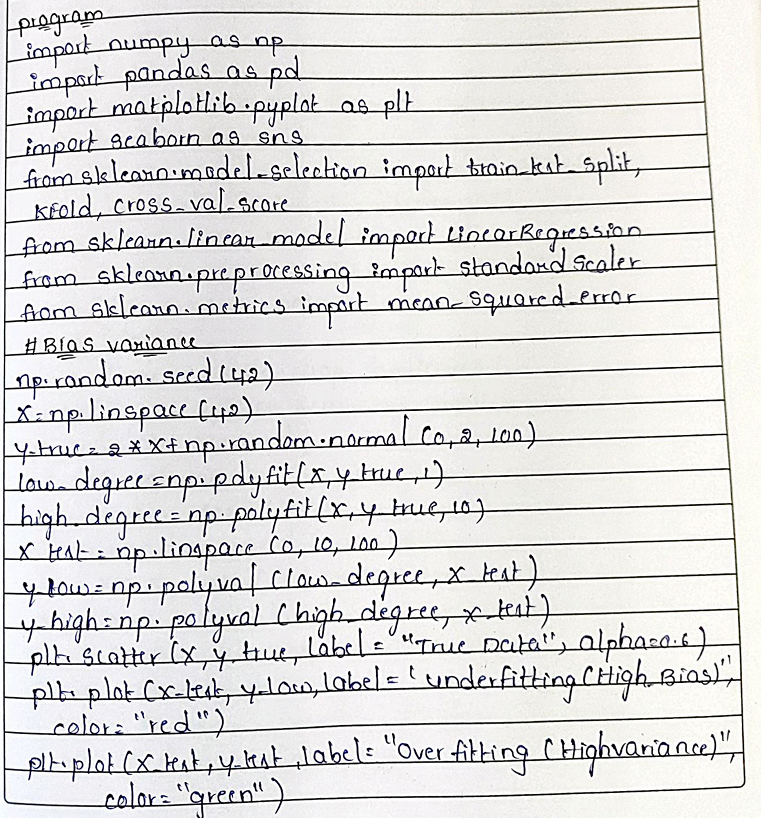 program
import numpy as np
import pandas as pd
import matplotlib.pyplot as plt
import seaborn as sns
from sklearn.model_selection import train_test_split,
KFold, cross_val_score
from sklearn.linear_model import LinearRegression
from sklearn.preprocessing import StandardScaler
from sklearn.metrics import mean_squared_error
#Bias variance
np.random.seed(42)
x=np.linspace(42)
y_true=2*x+np.random.normal(0,2,100)
low_degree=np.polyfit(x,y_true,1)
high_degree=np.polyfit(x,y_true,10)
x_test=np.linspace(0,10,100)
y_low=np.polyval(low_degree, x_test)
y_high=np.polyval(high_degree, x_test)
plt.scatter(x,y_true,label="True Data", alpha=0.6)
plt.plot(x_test,y_low,label='underfitting(High Bias)",
color="red")
plt.plot(x_test,y_test,label="Over fitting (Highvariance)",
color="green")